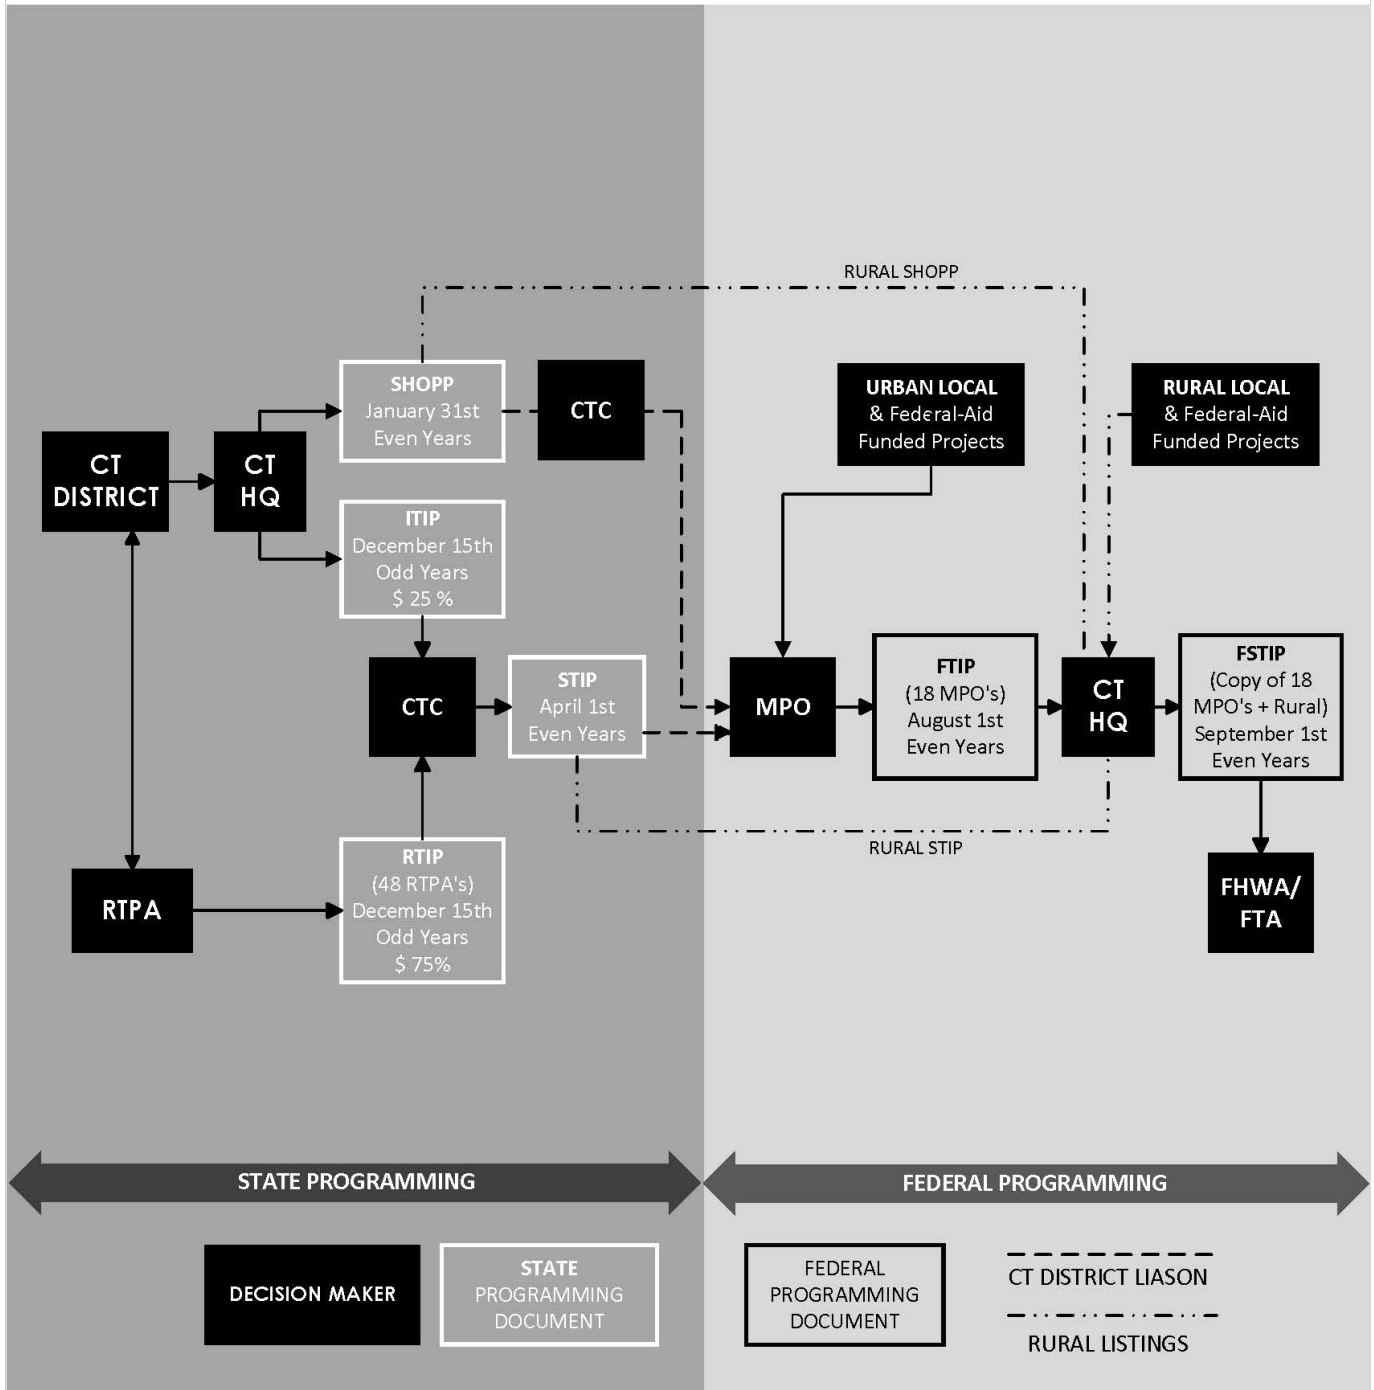 RURAL SHOPP
SHOPP
January 31st
Even Years
CTC
URBAN LOCAL
& Federal-Aid
Funded Projects
RURAL LOCAL
& Federal-Aid
Funded Projects
CT
DISTRICT
CT
HQ
ITIP
December 15th
Odd Years
$ 25 %
CTC
STIP
April 1st
Even Years
MPO
FTIP
(18 MPO's)
August 1st
Even Years
CT
HQ
FSTIP
(Copy of 18
MPO's + Rural)
September 1st
Even Years
RURAL STIP
RTPA
RTIP
(48 RTPA's)
December 15th
Odd Years
$ 75%
FHWA/
FTA
STATE PROGRAMMING
FEDERAL PROGRAMMING
DECISION MAKER
STATE
PROGRAMMING
DOCUMENT
FEDERAL
PROGRAMMING
DOCUMENT
CT DISTRICT LIASON
RURAL LISTINGS